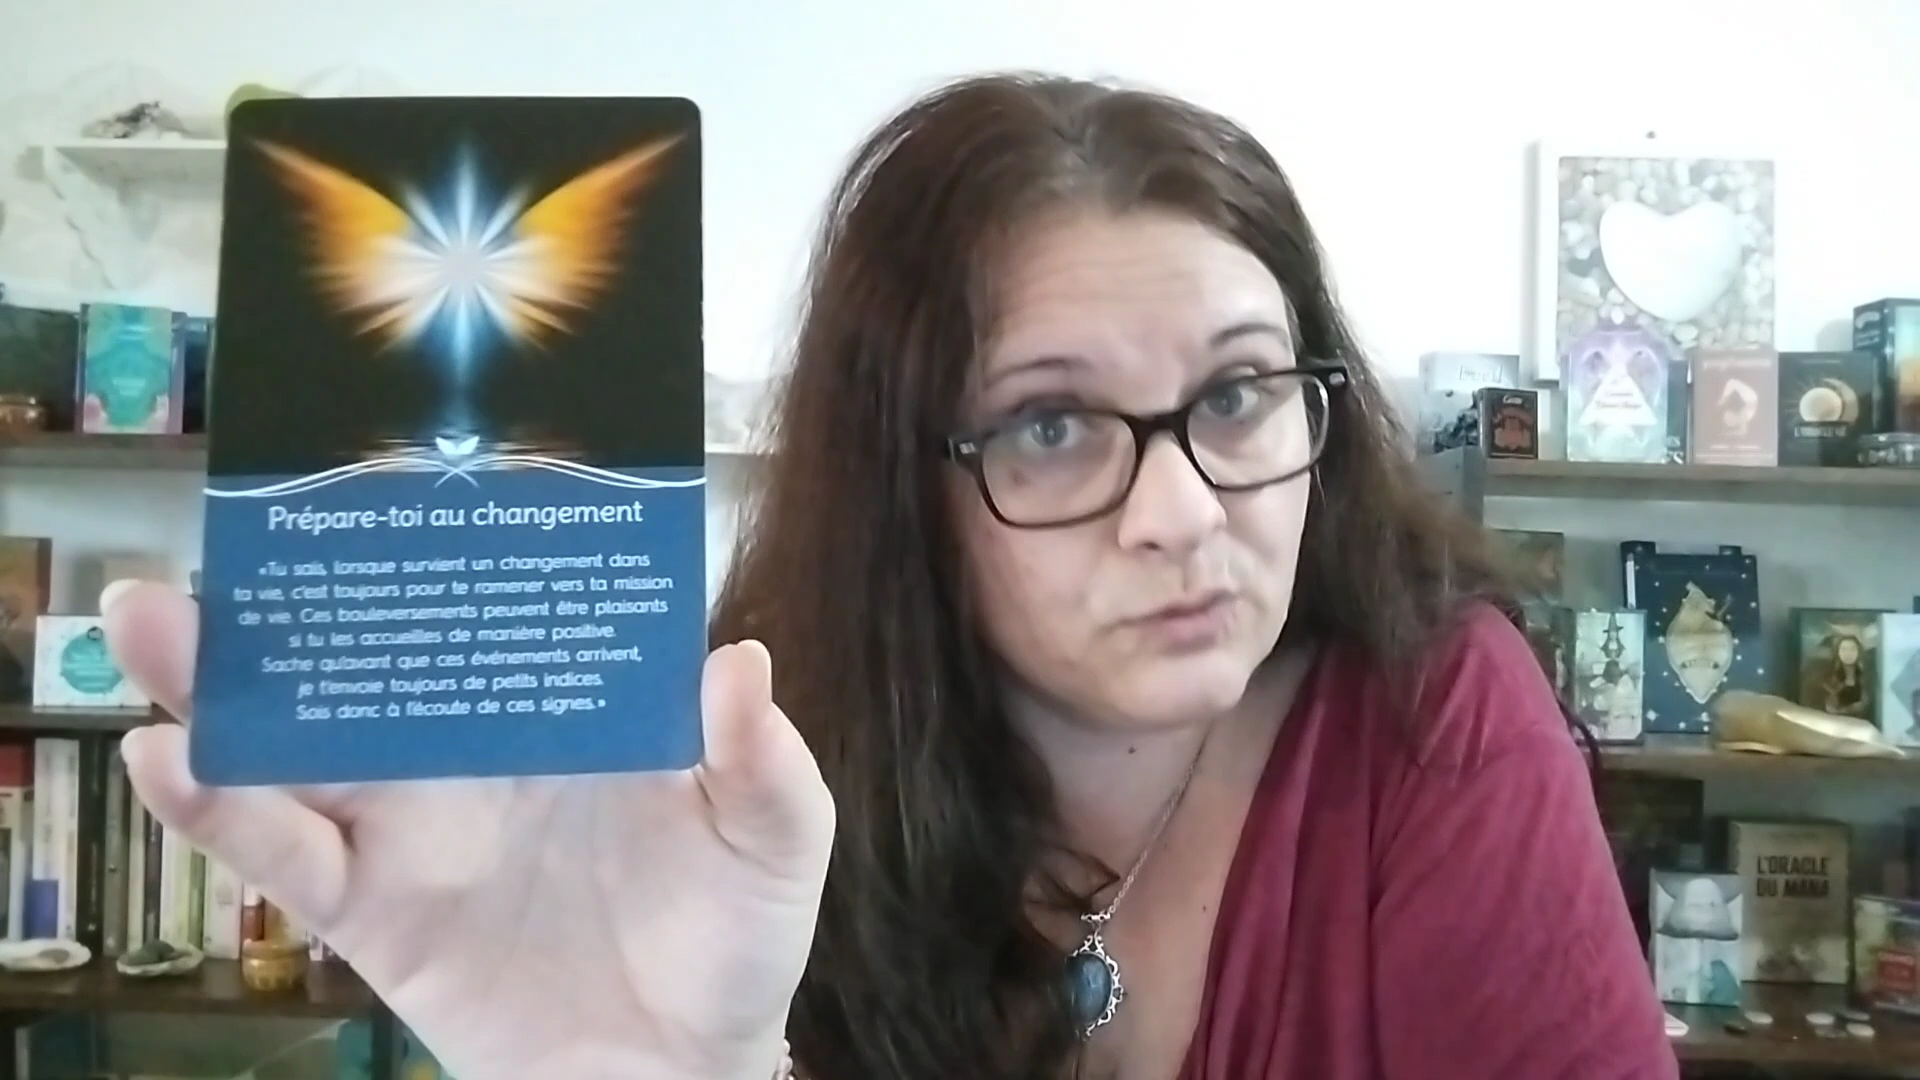 Prépare-toi au changement
«Tu sais, lorsque survient un changement dans
ta vie, c'est toujours pour te ramener vers ta mission
de vie. Ces bouleversements peuvent être plaisants
si tu les accueilles de manière positive.
Sache qu'avant que ces événements arrivent,
je t'envoie toujours de petits indices.
Sois donc à l'écoute de ces signes.»
L'ORACLE
DU MANA